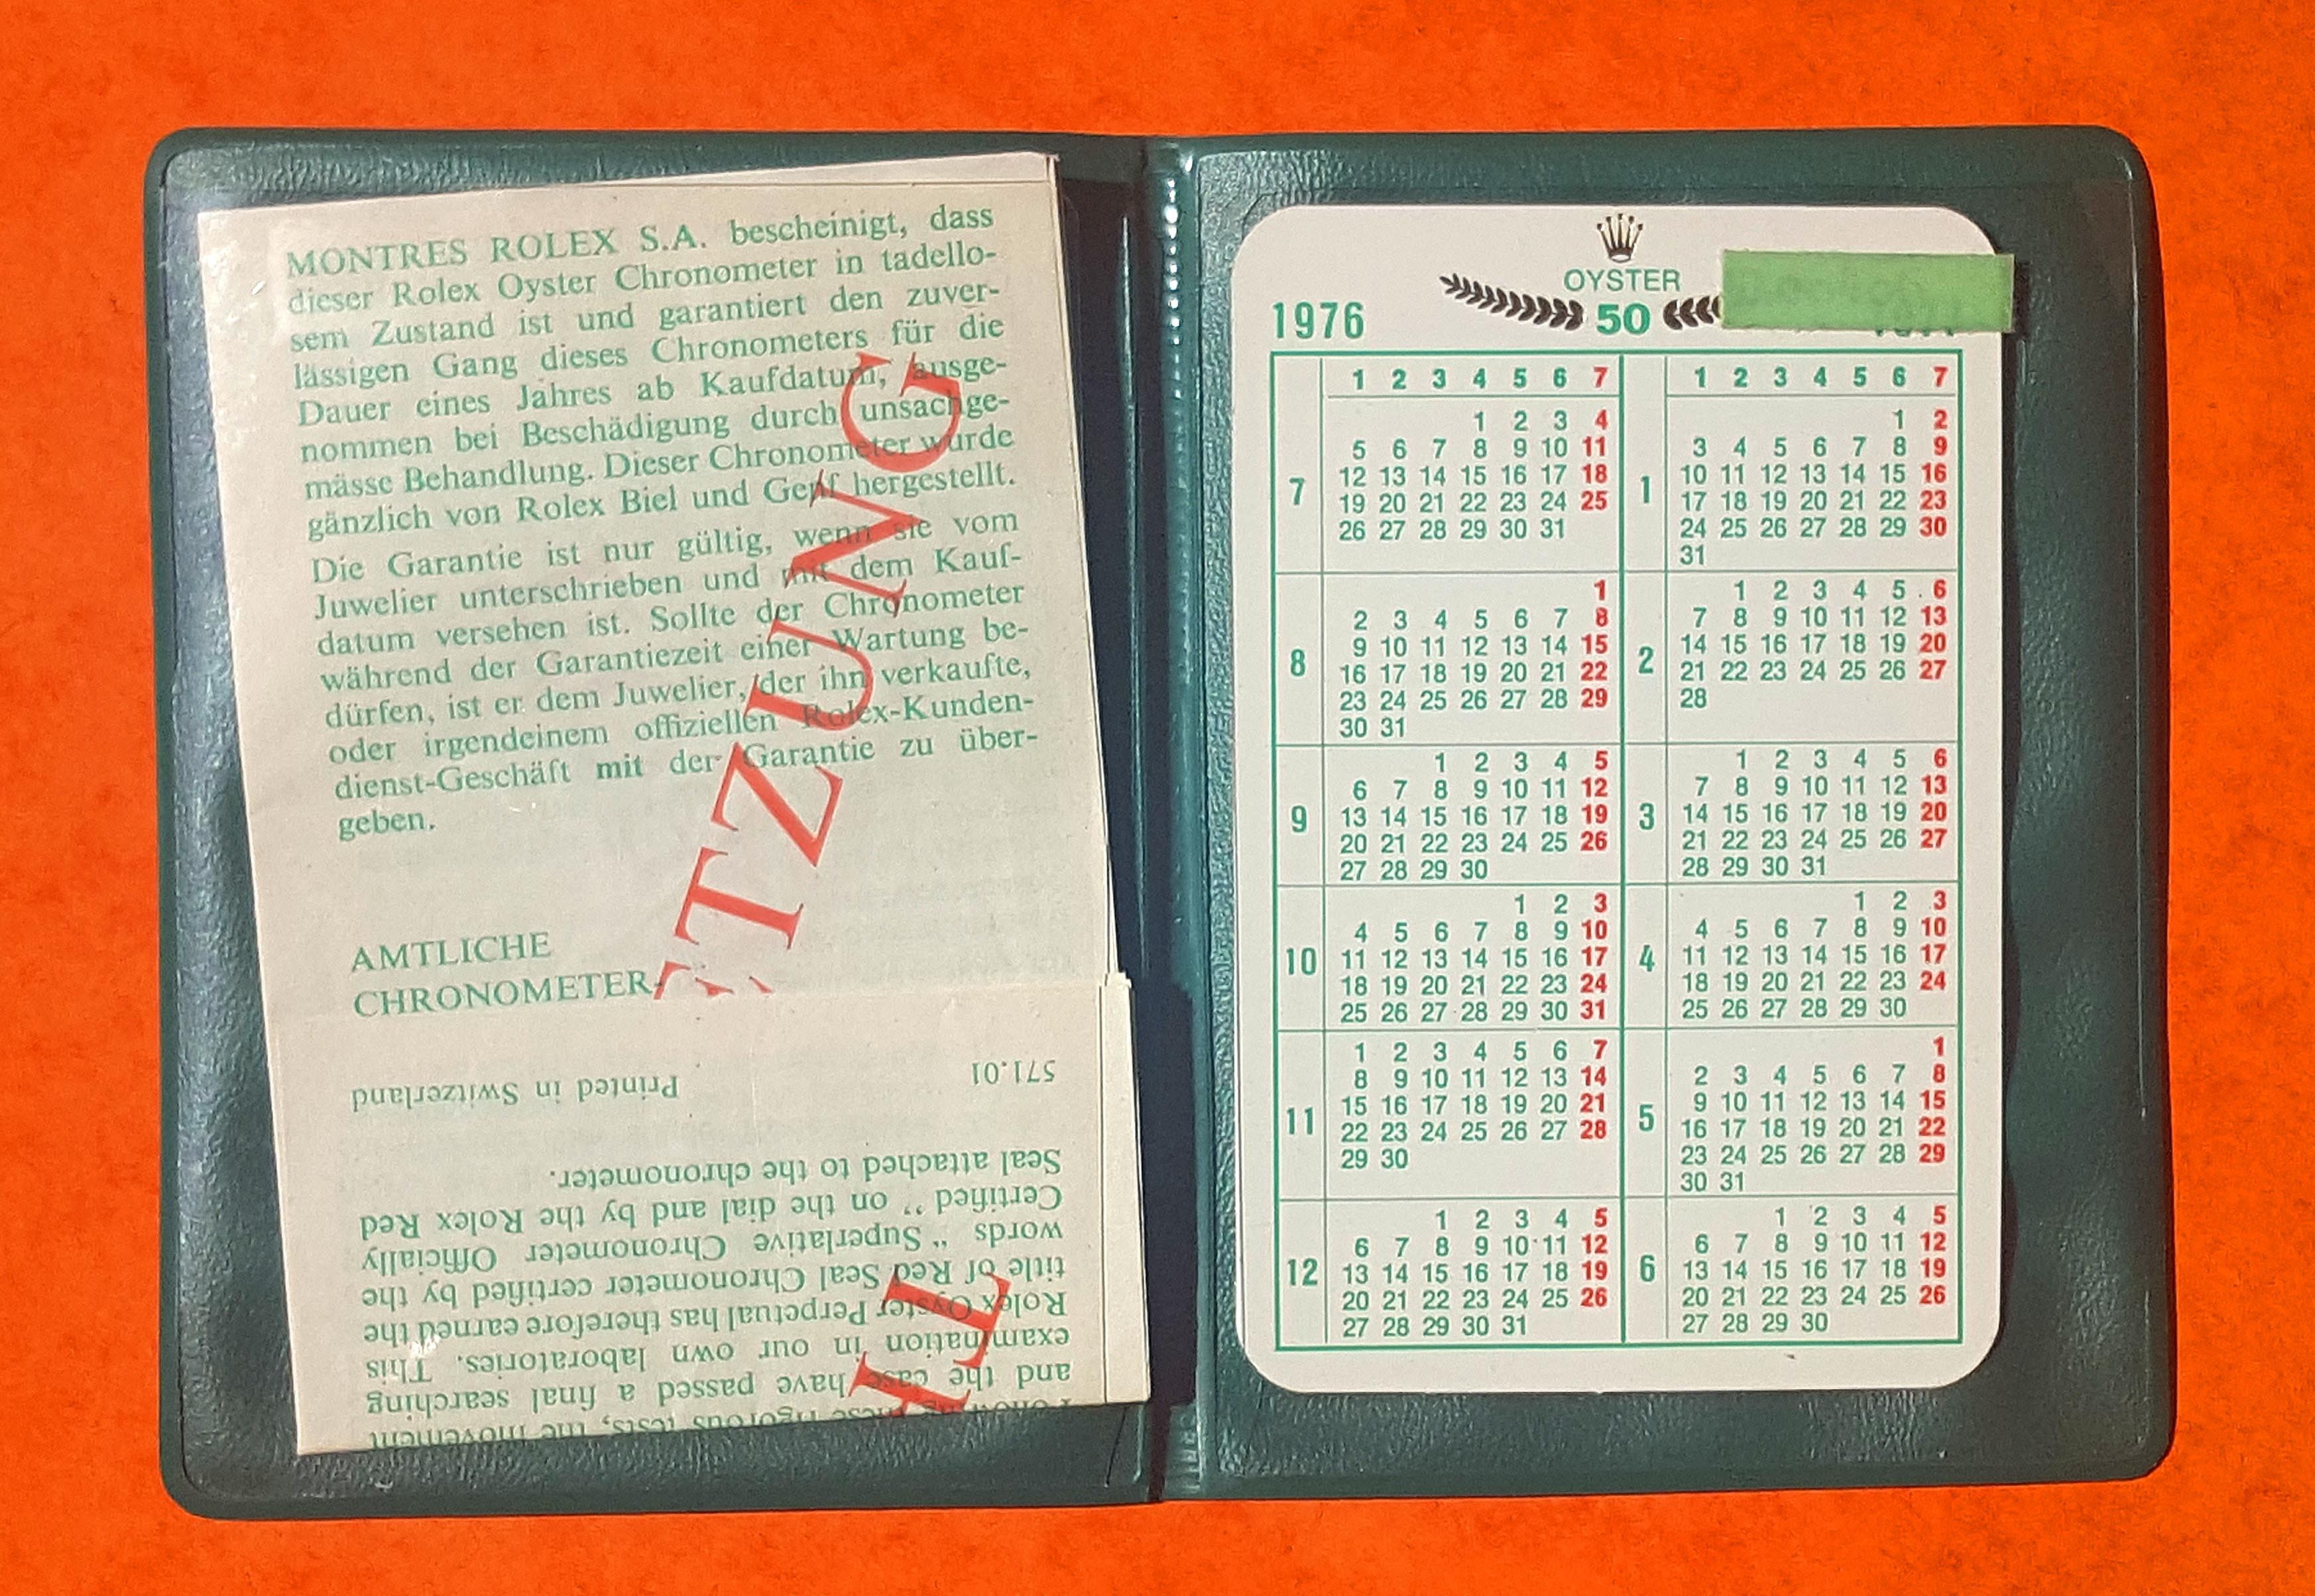 MONTRES ROLEX S.A. bescheinigt, dass
dieser Rolex Oyster Chronometer in tadello-
sem Zustand ist und garantiert den zuver-
lässigen Gang dieses Chronometers für die
Dauer eines Jahres ab Kaufdatum, ausge-
nommen bei Beschädigung durch unsachge-
mässe Behandlung. Dieser Chronometer wurde
gänzlich von Rolex Biel und Genf hergestellt.
Die Garantie ist nur gültig, wenn sie vom
Juwelier unterschrieben und mit dem Kauf-
datum versehen ist. Sollte der Chronometer
während der Garantiezeit einer Wartung be-
dürfen, ist er dem Juwelier, der ihn verkaufte,
oder irgendeinem offiziellen Rolex-Kunden-
dienst-Geschäft mit der Garantie zu über-
geben.
TZUNG
AMTLICHE
CHRONOMETER-
these rigorous tests, the movement
and the case have passed a final searching
examination in our own laboratories. This
Rolex Oyster Perpetual has therefore earned the
title of Red Seal Chronometer certified by the
words “Superlative Chronometer Officially
Certified” on the dial and by the Rolex Red
Seal attached to the chronometer.
571.01 Printed in Switzerland
OYSTER
50
1976
1 2 3 4 5 6 7
7
1 2 3 4
5 6 7 8 9 10 11
12 13 14 15 16 17 18
19 20 21 22 23 24 25
26 27 28 29 30 31
8
1
2 3 4 5 6 7 8
9 10 11 12 13 14 15
16 17 18 19 20 21 22
23 24 25 26 27 28 29
30 31
9
1 2 3 4 5
6 7 8 9 10 11 12
13 14 15 16 17 18 19
20 21 22 23 24 25 26
27 28 29 30
10
1 2 3
4 5 6 7 8 9 10
11 12 13 14 15 16 17
18 19 20 21 22 23 24
25 26 27 28 29 30 31
11
1 2 3 4 5 6 7
8 9 10 11 12 13 14
15 16 17 18 19 20 21
22 23 24 25 26 27 28
29 30
12
1 2 3 4 5
6 7 8 9 10 11 12
13 14 15 16 17 18 19
20 21 22 23 24 25 26
27 28 29 30 31
1 2 3 4 5 6 7
1
1 2
3 4 5 6 7 8 9
10 11 12 13 14 15 16
17 18 19 20 21 22 23
24 25 26 27 28 29 30
31
2
1 2 3 4 5 6
7 8 9 10 11 12 13
14 15 16 17 18 19 20
21 22 23 24 25 26 27
28
3
1 2 3 4 5 6
7 8 9 10 11 12 13
14 15 16 17 18 19 20
21 22 23 24 25 26 27
28 29 30 31
4
1 2 3
4 5 6 7 8 9 10
11 12 13 14 15 16 17
18 19 20 21 22 23 24
25 26 27 28 29 30
5
1
2 3 4 5 6 7 8
9 10 11 12 13 14 15
16 17 18 19 20 21 22
23 24 25 26 27 28 29
30 31
6
1 2 3 4 5
6 7 8 9 10 11 12
13 14 15 16 17 18 19
20 21 22 23 24 25 26
27 28 29 30